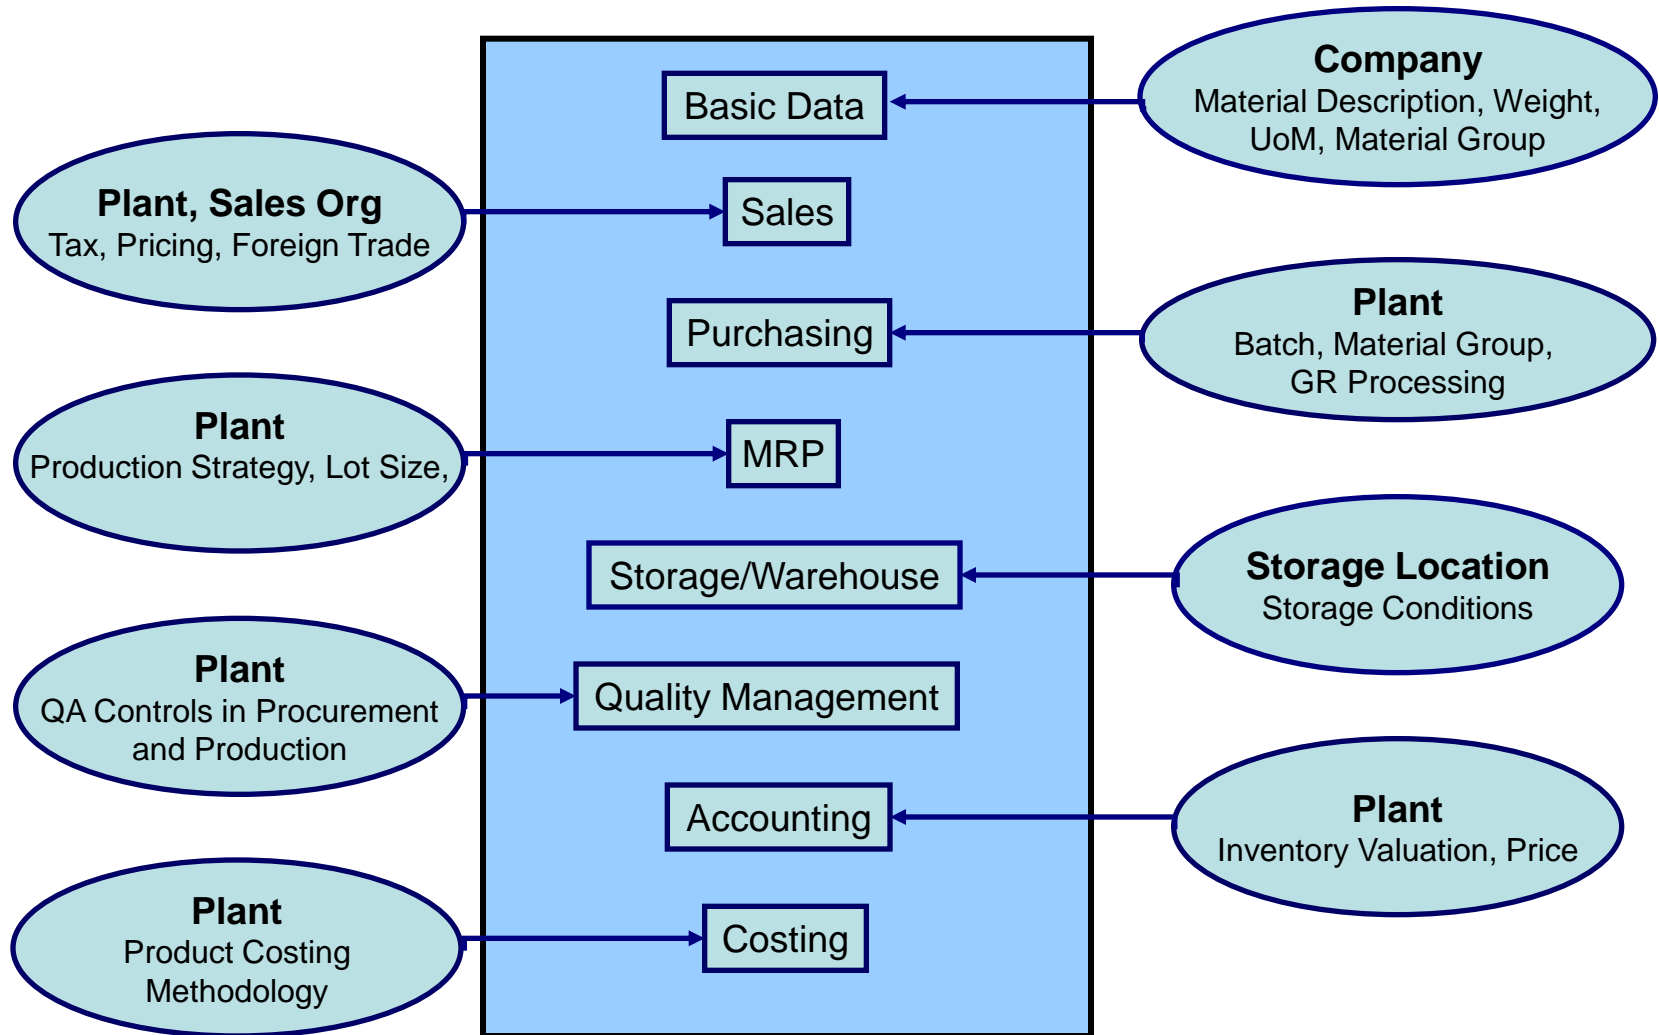 Basic Data
Company
Material Description, Weight,
UoM, Material Group
Plant, Sales Org
Tax, Pricing, Foreign Trade
Sales
Purchasing
Plant
Batch, Material Group,
GR Processing
Plant
Production Strategy, Lot Size,
MRP
Storage/Warehouse
Storage Location
Storage Conditions
Plant
QA Controls in Procurement
and Production
Quality Management
Accounting
Plant
Inventory Valuation, Price
Plant
Product Costing
Methodology
Costing